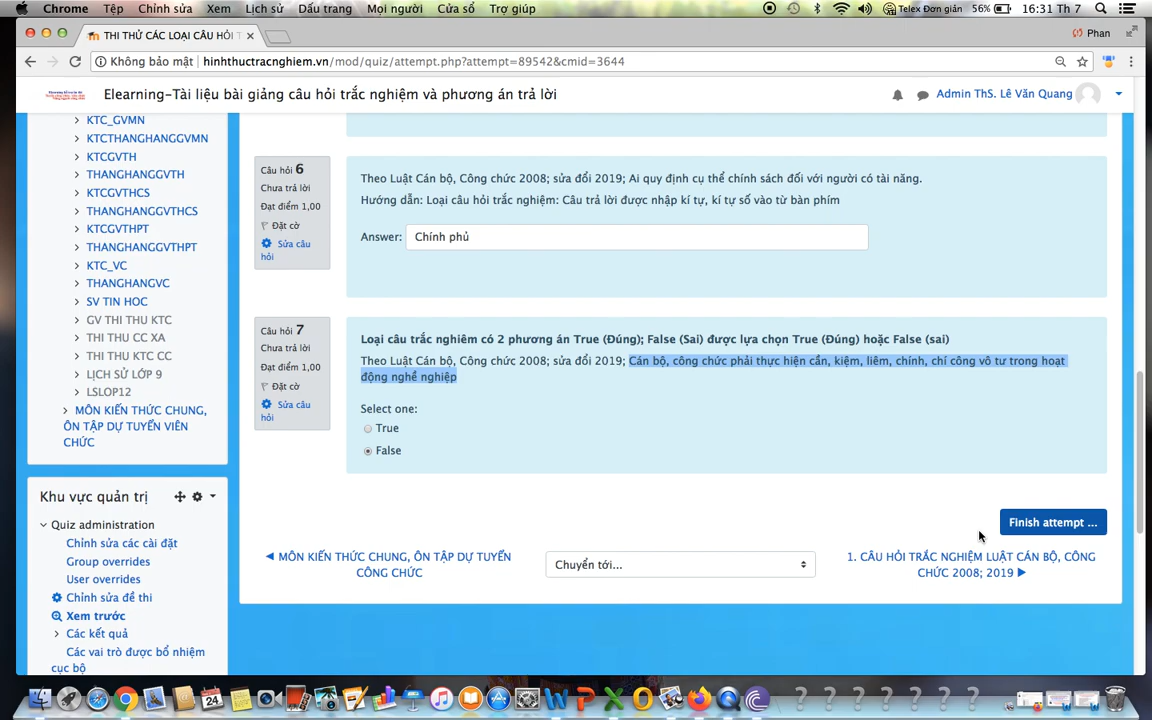 Chrome Tệp Chỉnh sửa Xem Lịch sử Dấu trang Mọi người Cửa sổ Trợ giúp Telex Đơn giản 56% 16:31 Th 7
THI THỬ CÁC LOẠI CÂU HỎI T Phan
Không bảo mật | hinhthuctracnghiem.vn/mod/quiz/attempt.php?attempt=89542&cmid=3644
Elearning-Tài liệu bài giảng câu hỏi trắc nghiệm và phương án trả lời Admin ThS. Lê Văn Quang
KTC_GVMN
KTCTHANGHANGGVMN
KTCGVTH
THANGHANGGVTH
KTCGVTHCS
THANGHANGGVTHCS
KTCGVTHPT
THANGHANGGVTHPT
KTC_VC
THANGHANGVC
SV TIN HOC
GV THI THU KTC
THI THU CC XA
THI THU KTC CC
LỊCH SỬ LỚP 9
LSLOP12
MÔN KIẾN THỨC CHUNG,
ÔN TẬP DỰ TUYỂN VIÊN
CHỨC
Khu vực quản trị
Quiz administration
Chỉnh sửa các cài đặt
Group overrides
User overrides
Chỉnh sửa đề thi
Xem trước
Các kết quả
Các vai trò được bổ nhiệm
cục bộ
Câu hỏi 6
Chưa trả lời
Đạt điểm 1,00
Đặt cờ
Sửa câu
hỏi
Theo Luật Cán bộ, Công chức 2008; sửa đổi 2019; Ai quy định cụ thể chính sách đối với người có tài năng.
Hướng dẫn: Loại câu hỏi trắc nghiệm: Câu trả lời được nhập kí tự, kí tự số vào từ bàn phím
Answer: Chính phủ
Câu hỏi 7
Chưa trả lời
Đạt điểm 1,00
Đặt cờ
Sửa câu
hỏi
Loại câu trắc nghiêm có 2 phương án True (Đúng); False (Sai) được lựa chọn True (Đúng) hoặc False (sai)
Theo Luật Cán bộ, Công chức 2008; sửa đổi 2019; Cán bộ, công chức phải thực hiện cần, kiệm, liêm, chính, chí công vô tư trong hoạt
động nghề nghiệp
Select one:
True
False
Finish attempt ...
◀ MÔN KIẾN THỨC CHUNG, ÔN TẬP DỰ TUYỂN
CÔNG CHỨC
Chuyển tới...
1. CÂU HỎI TRẮC NGHIỆM LUẬT CÁN BỘ, CÔNG
CHỨC 2008; 2019 ▶